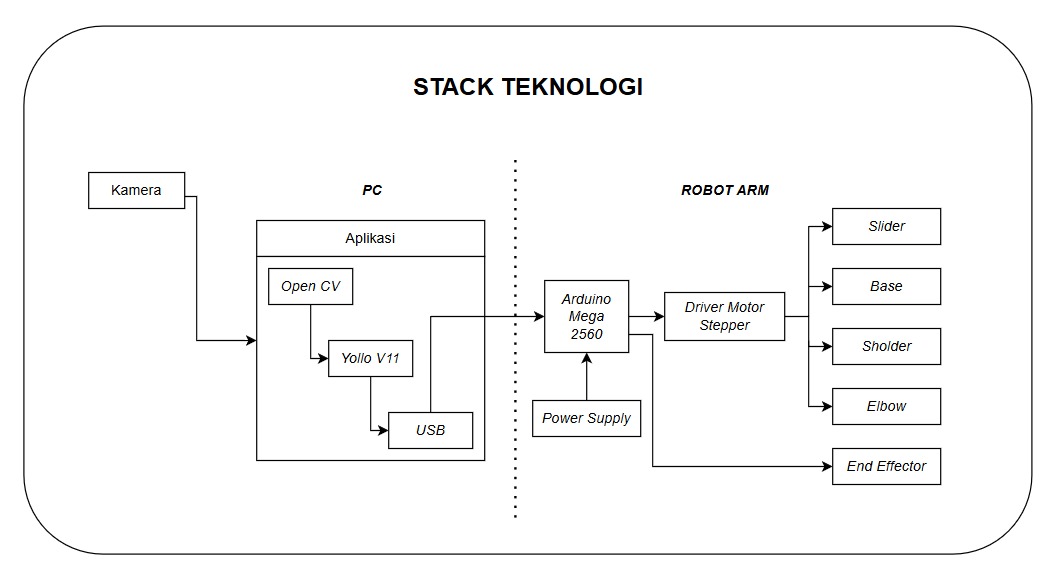 STACK TEKNOLOGI
Kamera
PC
Aplikasi
Open CV
Yollo V11
USB
ROBOT ARM
Arduino
Mega
2560
Power Supply
Driver Motor
Stepper
Slider
Base
Sholder
Elbow
End Effector